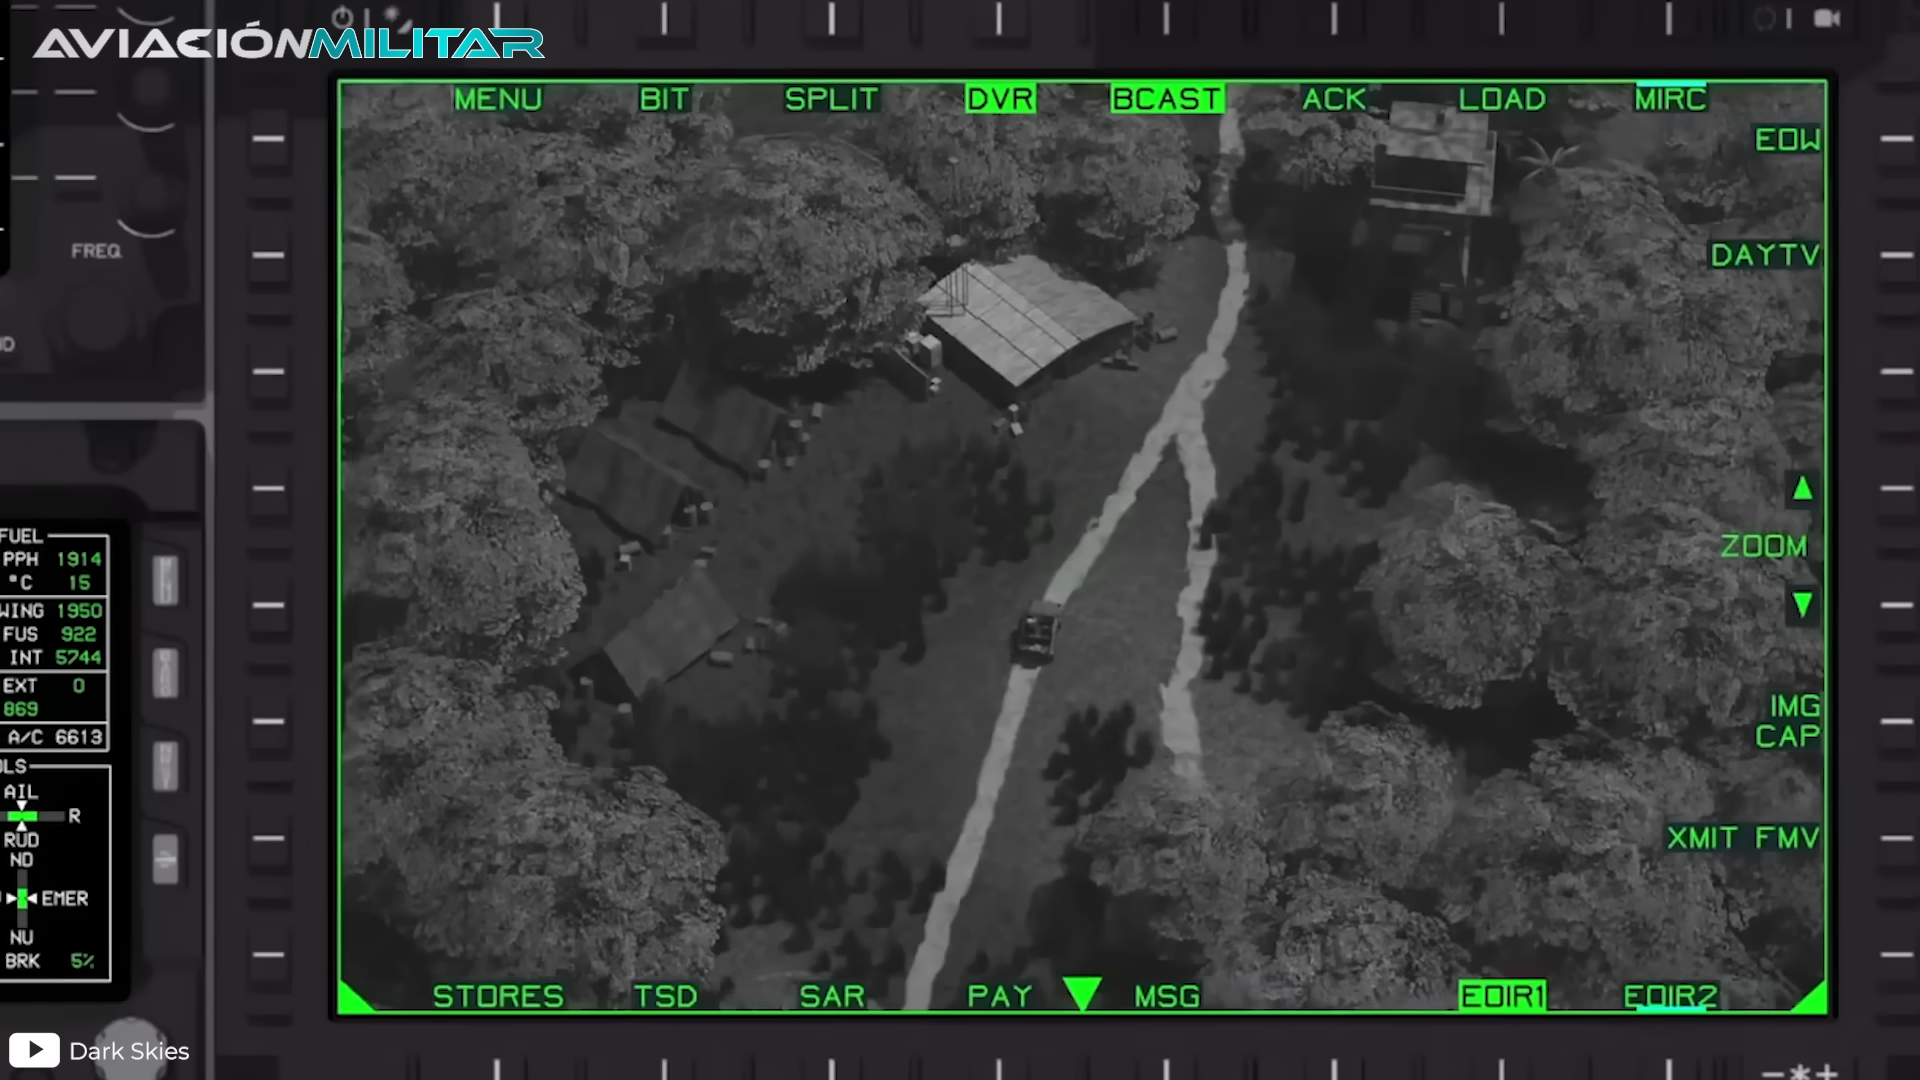 AVIACIÓNMILITAR
MENU BIT SPLIT DVR BCAST ACK LOAD MIRC
EOW
DAYTV
ZOOM
IMG
CAP
XMIT FMV
STORES TSD SAR PAY MSG EOIR1 EOIR2
FREQ
FUEL
PPH 1914
°C 15
WING 1950
FUS 922
INT 5744
EXT 0
869
A/C 6613
AIL
R
RUD
ND
EMER
NU
BRK 5%
Dark Skies